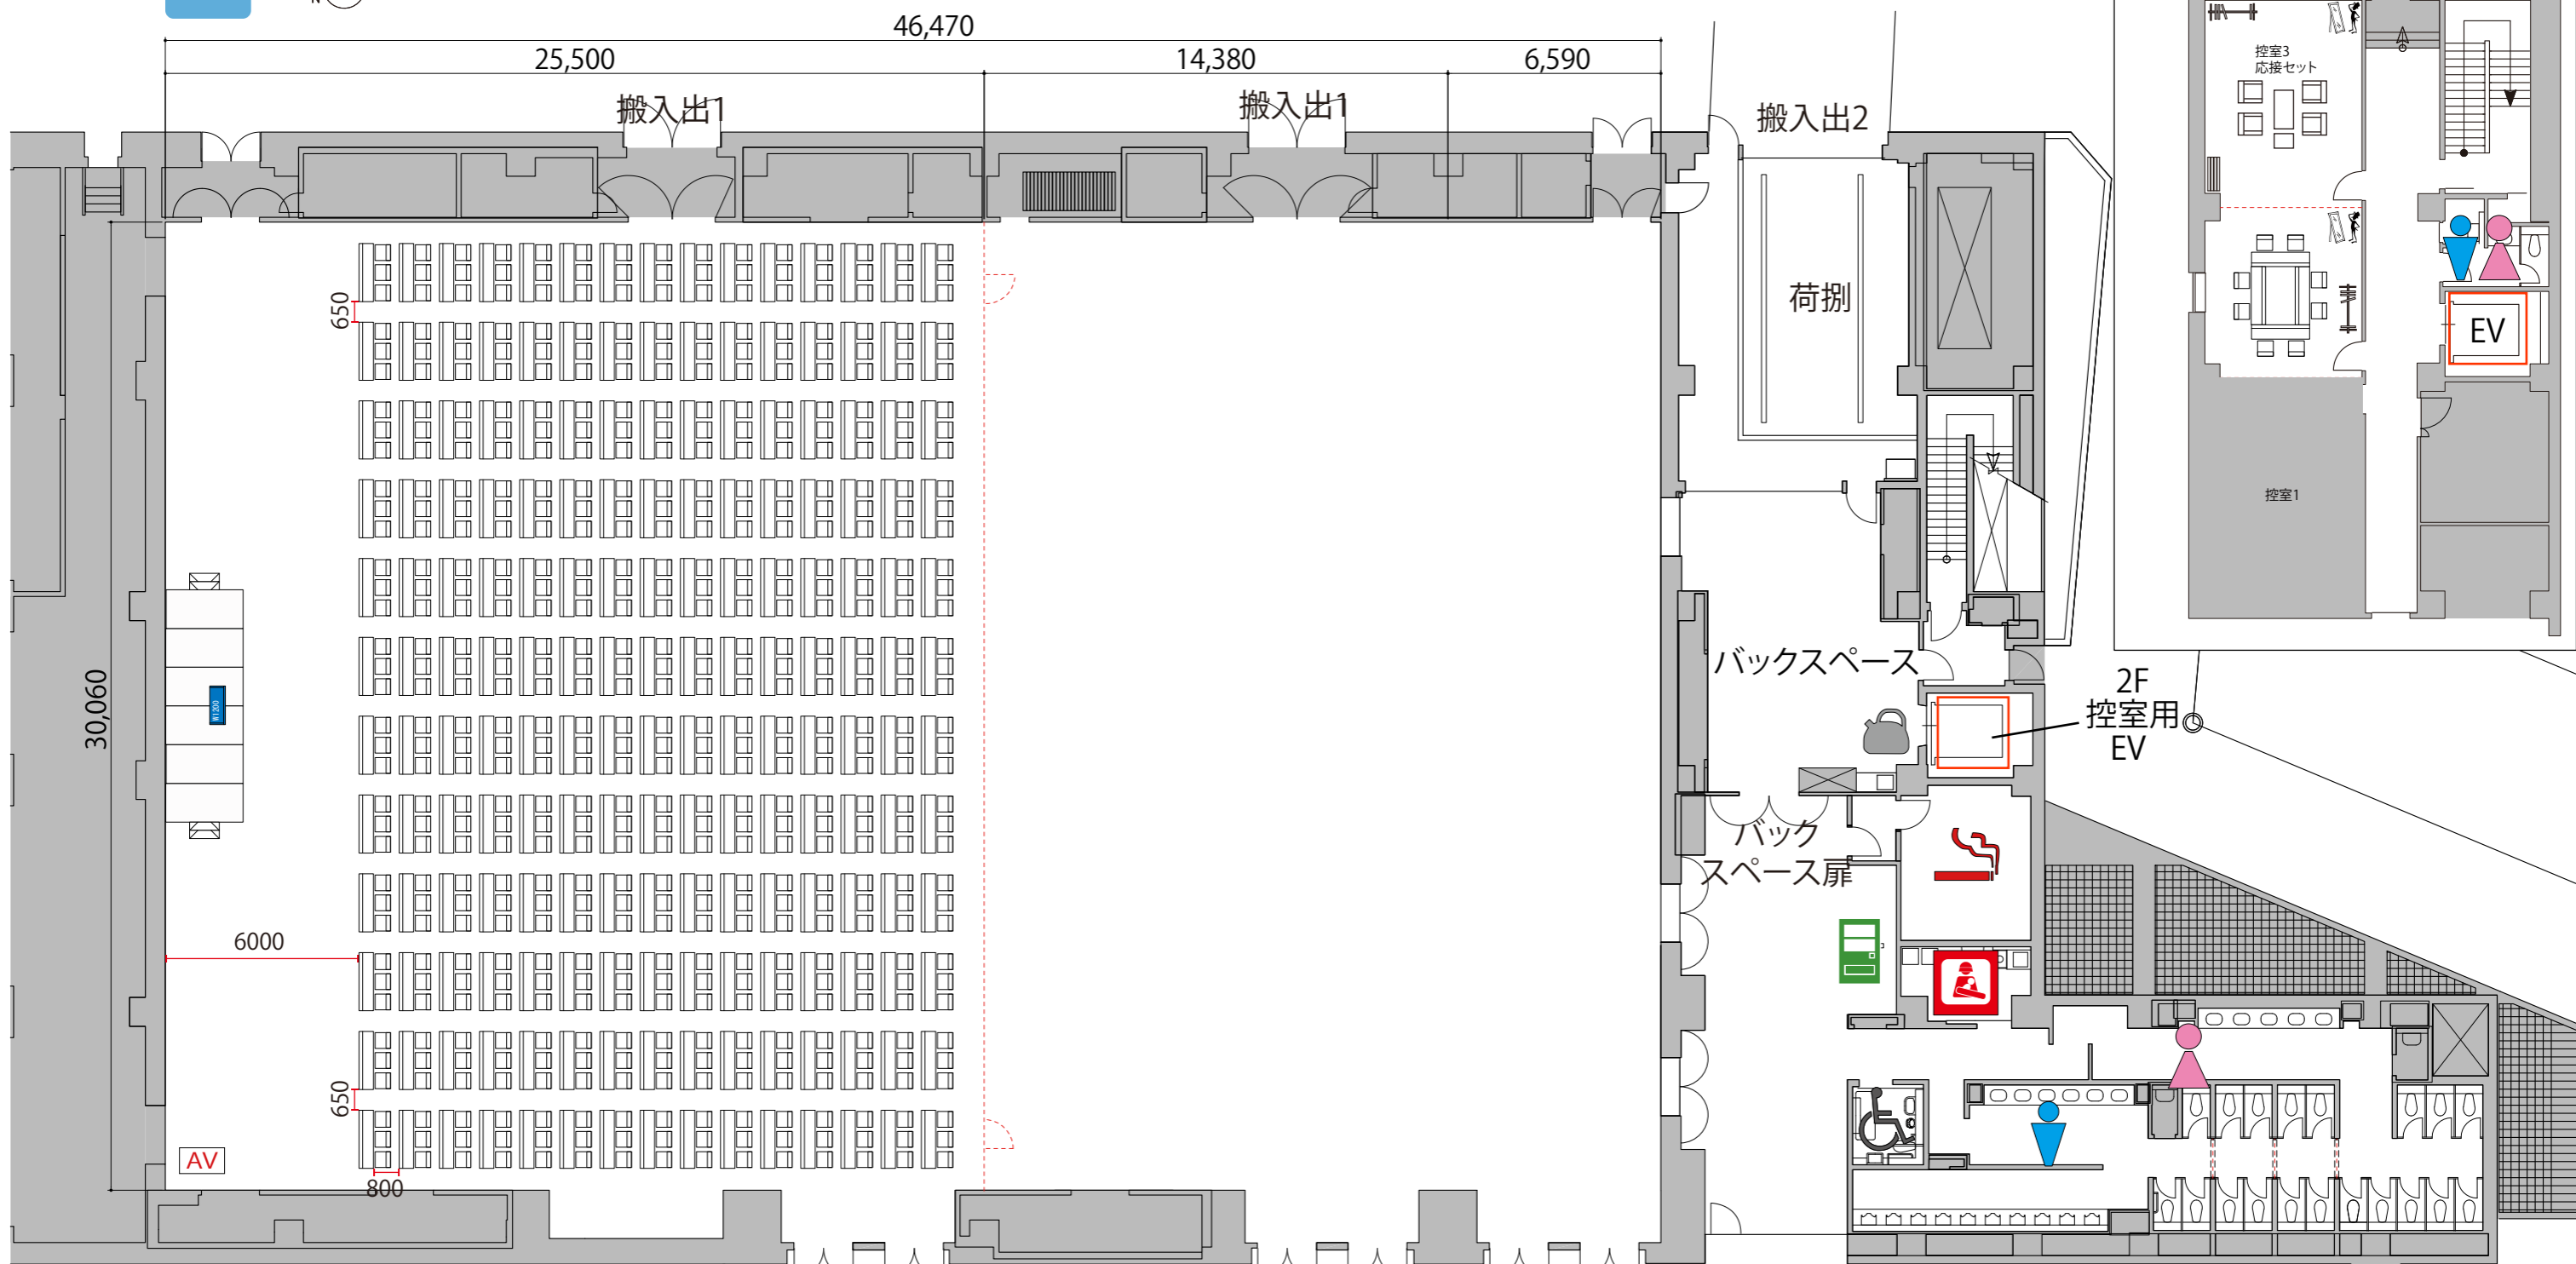 N
46,470
25,500
14,380
6,590
搬入出1
搬入出1
搬入出2
控室3
応接セット
650
荷捌
EV
控室1
30,060
W1200
バックスペース
2F
控室用
EV
バック
スペース扉
6000
650
AV
800